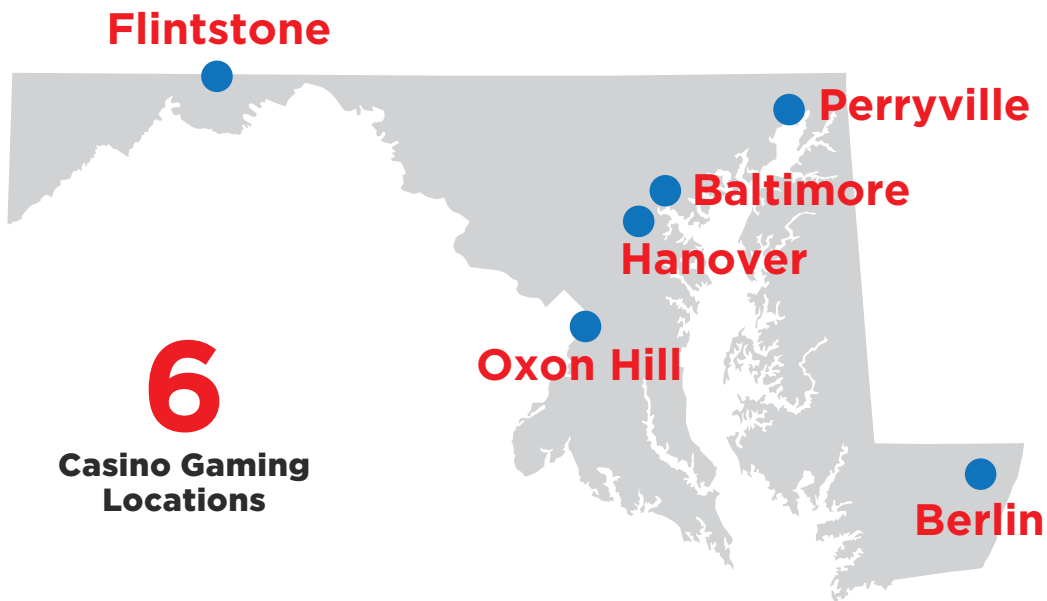 Flintstone
Perryville
Baltimore
Hanover
Oxon Hill
6
Casino Gaming
Locations
Berlin